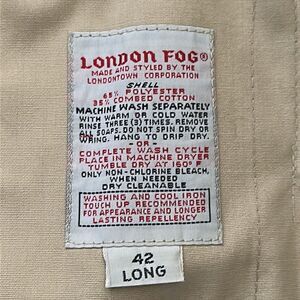 LONDON FOG®
MADE AND STYLED BY THE
LONDONTOWN CORPORATION
SHELL
65% POLYESTER
35% COMBED COTTON
MACHINE WASH SEPARATELY
WITH WARM OR COLD WATER
RINSE THREE (3) TIMES. REMOVE
ALL SOAPS. DO NOT SPIN DRY OR
WRING. HANG TO DRIP DRY.
-OR-
COMPLETE WASH CYCLE
PLACE IN MACHINE DRYER
TUMBLE DRY AT 160°F
ONLY NON-CHLORINE BLEACH,
WHEN NEEDED
DRY CLEANABLE
WASHING AND COOL IRON
TOUCH UP RECOMMENDED
FOR APPEARANCE AND LONGER
LASTING REPELLENCY
42
LONG